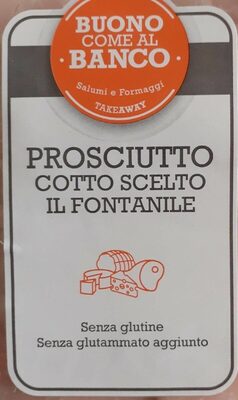 BUONO
COME AL
BANCO
Salumi e Formaggi
TAKEAWAY
PROSCIUTTO
COTTO SCELTO
IL FONTANILE
Senza glutine
Senza glutammato aggiunto